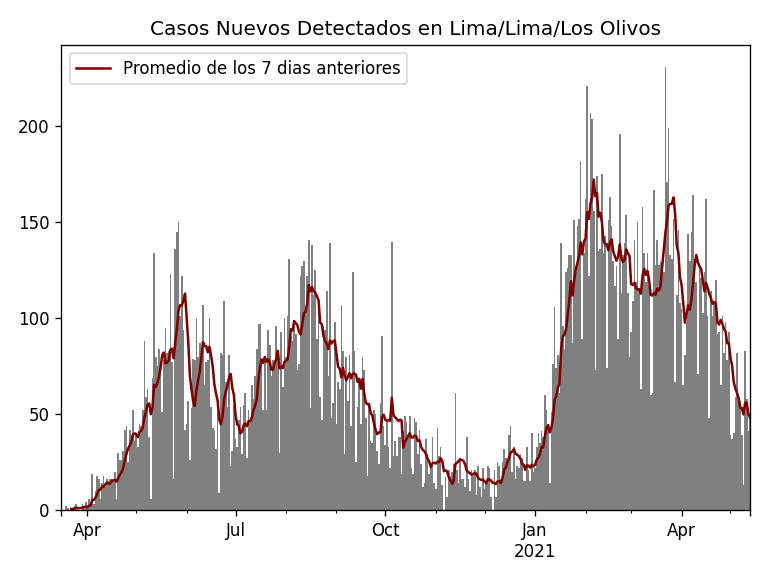 Casos Nuevos Detectados en Lima/Lima/Los Olivos
Promedio de los 7 dias anteriores
200
150
100
50
0
Apr
Jul
Oct
Jan
Apr
2021